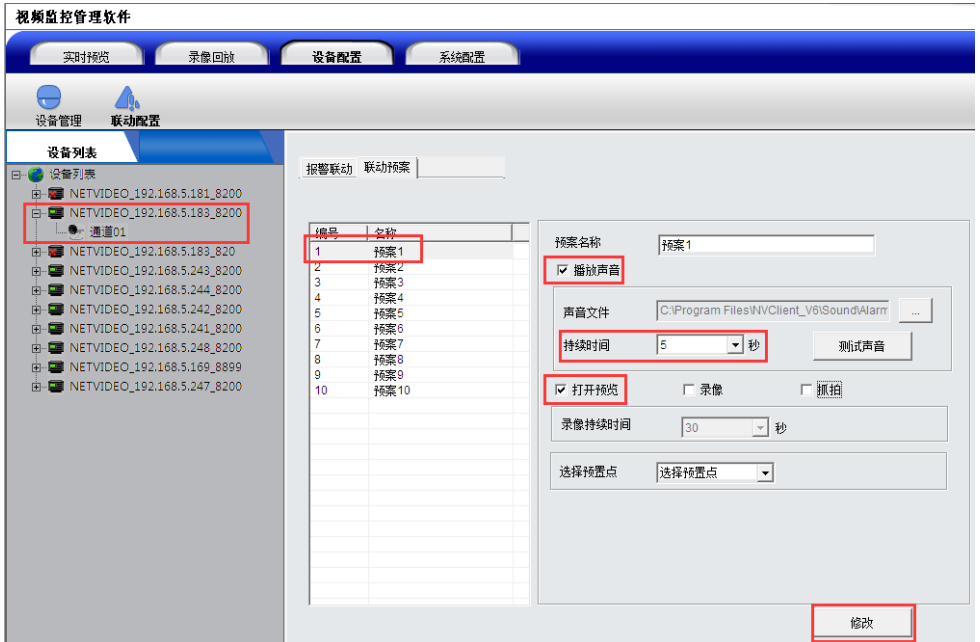 视频监控管理软件
实时预览 录像回放 设备配置 系统配置
设备管理 联动配置
设备列表
设备列表
NETVIDEO_192.168.5.181_8200
NETVIDEO_192.168.5.183_8200
通道01
NETVIDEO_192.168.5.183_820
NETVIDEO_192.168.5.243_8200
NETVIDEO_192.168.5.244_8200
NETVIDEO_192.168.5.242_8200
NETVIDEO_192.168.5.241_8200
NETVIDEO_192.168.5.248_8200
NETVIDEO_192.168.5.169_8899
NETVIDEO_192.168.5.247_8200
报警联动 联动预案
编号 名称
1 预案1
2 预案2
3 预案3
4 预案4
5 预案5
6 预案6
7 预案7
8 预案8
9 预案9
10 预案10
预案名称 预案1
播放声音
声音文件 C:\Program Files\NVClient_V6\Sound\Alarm ...
持续时间 5 秒 测试声音
打开预览 录像 抓拍
录像持续时间 30 秒
选择预置点 选择预置点
修改